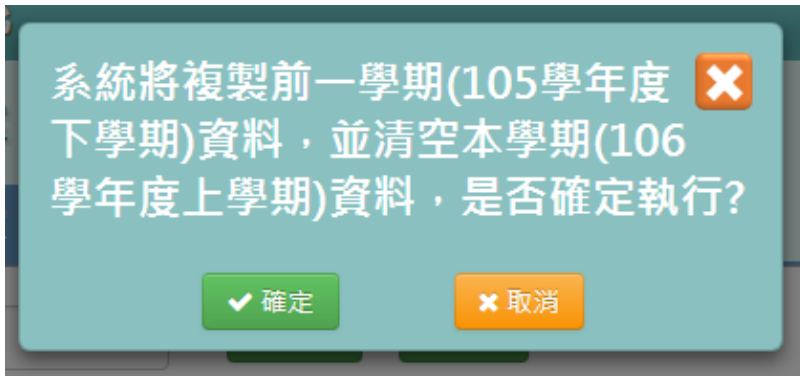 系統將複製前一學期(105學年度
下學期)資料，並清空本學期(106
學年度上學期)資料，是否確定執行?
確定 取消